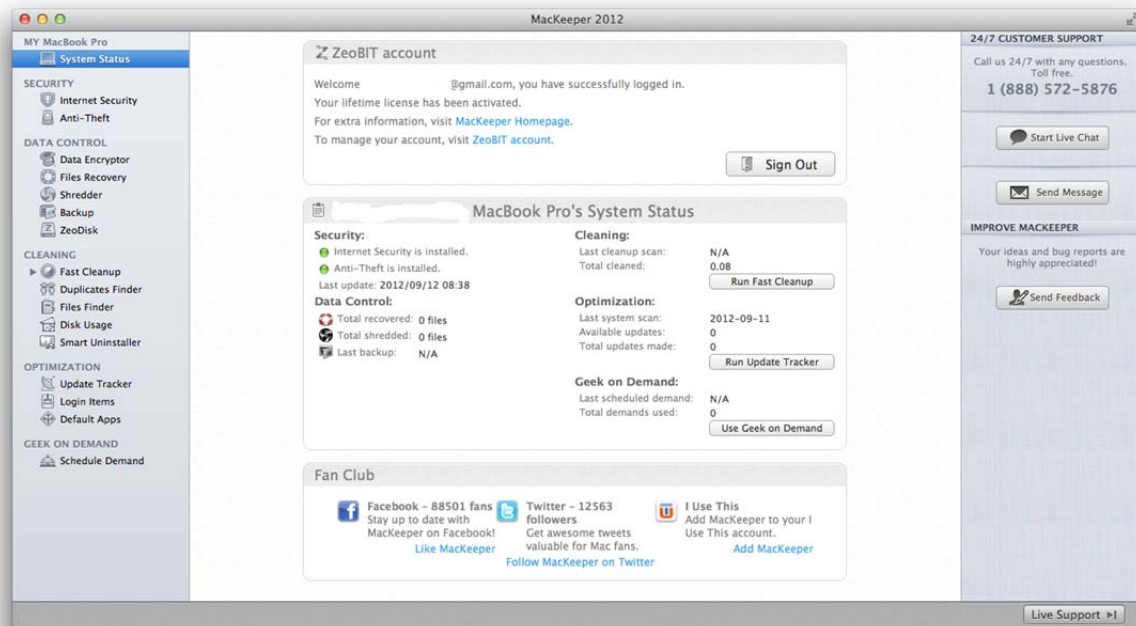 MacKeeper 2012
MY MacBook Pro
System Status
SECURITY
Internet Security
Anti-Theft
DATA CONTROL
Data Encryptor
Files Recovery
Shredder
Backup
ZeoDisk
CLEANING
Fast Cleanup
Duplicates Finder
Files Finder
Disk Usage
Smart Uninstaller
OPTIMIZATION
Update Tracker
Login Items
Default Apps
GEEK ON DEMAND
Schedule Demand
ZeoBIT account
Welcome @gmail.com, you have successfully logged in.
Your lifetime license has been activated.
For extra information, visit MacKeeper Homepage.
To manage your account, visit ZeoBIT account.
Sign Out
MacBook Pro's System Status
Security:
Internet Security is installed.
Anti-Theft is installed.
Last update: 2012/09/12 08:38
Data Control:
Total recovered: 0 files
Total shredded: 0 files
Last backup: N/A
Cleaning:
Last cleanup scan: N/A
Total cleaned: 0.0B
Run Fast Cleanup
Optimization:
Last system scan: 2012-09-11
Available updates: 0
Total updates made: 0
Run Update Tracker
Geek on Demand:
Last scheduled demand: N/A
Total demands used: 0
Use Geek on Demand
Fan Club
Facebook - 88501 fans
Stay up to date with
MacKeeper on Facebook!
Like MacKeeper
Twitter - 12563
followers
Get awesome tweets
valuable for Mac fans.
Follow MacKeeper on Twitter
I Use This
Add MacKeeper to your I
Use This account.
Add MacKeeper
24/7 CUSTOMER SUPPORT
Call us 24/7 with any questions.
Toll free.
1 (888) 572-5876
Start Live Chat
Send Message
IMPROVE MACKEEPER
Your ideas and bug reports are
highly appreciated!
Send Feedback
Live Support